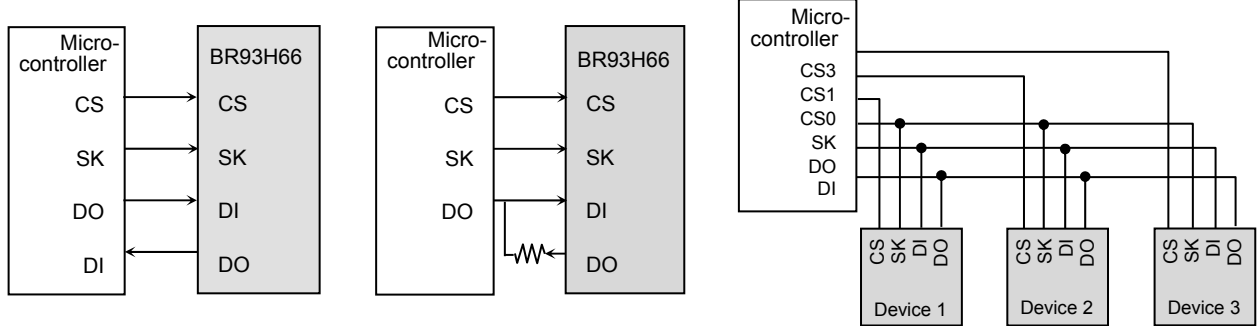 Micro-
controller
CS
SK
DO
DI
BR93H66
CS
SK
DI
DO
Micro-
controller
CS
SK
DO
BR93H66
CS
SK
DI
DO
Micro-
controller
CS3
CS1
CS0
SK
DO
DI
CS
SK
DI
DO
Device 1
CS
SK
DI
DO
Device 2
CS
SK
DI
DO
Device 3